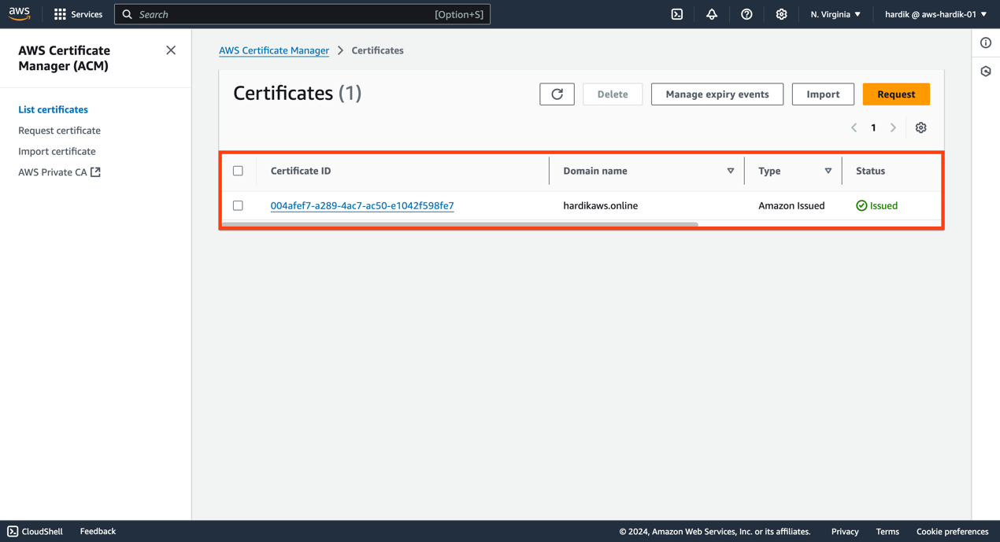 aws Services Search [Option+S] N. Virginia hardik @ aws-hardik-01
AWS Certificate
Manager (ACM)
List certificates
Request certificate
Import certificate
AWS Private CA
AWS Certificate Manager Certificates
Certificates (1) Delete Manage expiry events Import Request
1
Certificate ID Domain name Type Status
004afef7-a289-4ac7-ac50-e1042f598fe7 hardikaws.online Amazon Issued Issued
CloudShell Feedback © 2024, Amazon Web Services, Inc. or its affiliates. Privacy Terms Cookie preferences